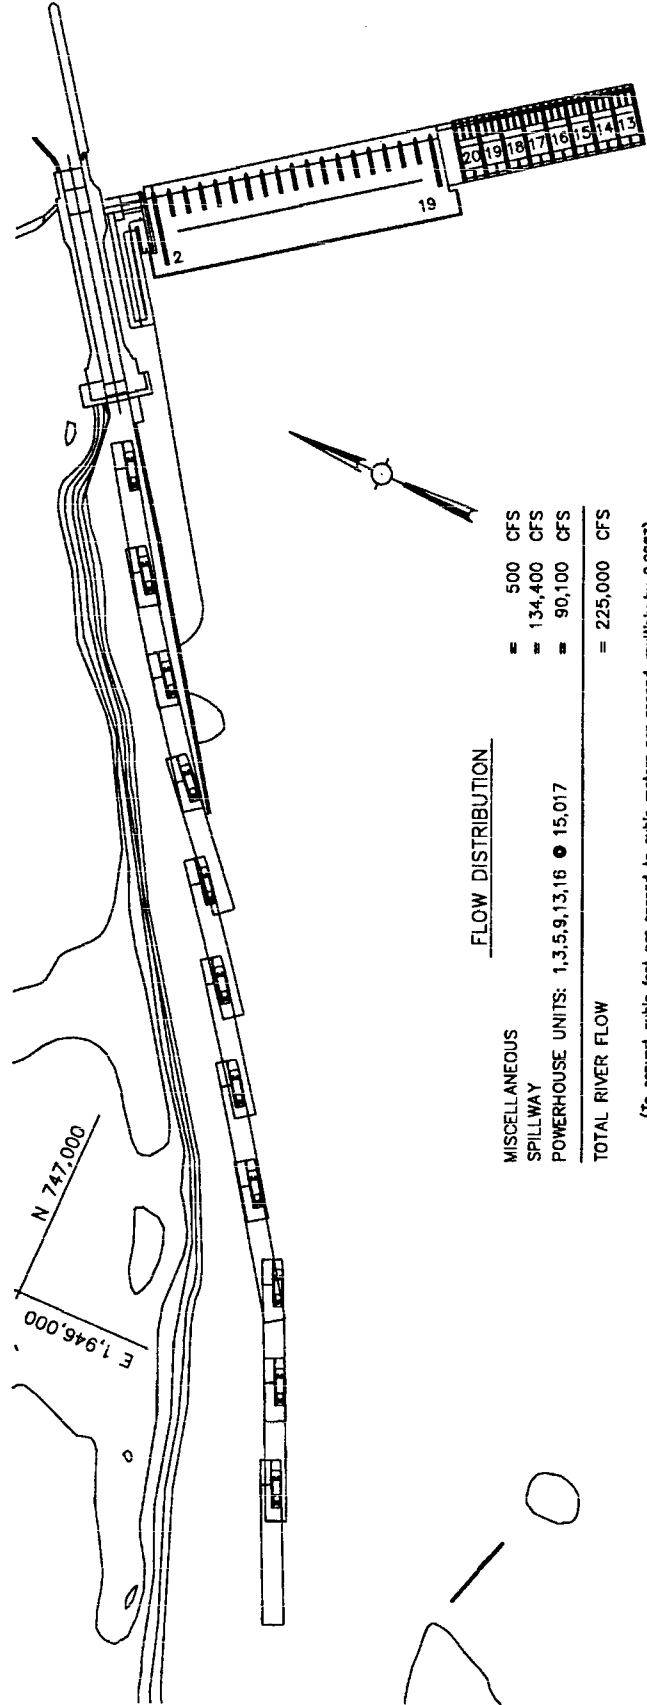 20 19 18 17 16 15 14 13
19
2
N 747,000
E 1,946,000
FLOW DISTRIBUTION
MISCELLANEOUS = 500 CFS
SPILLWAY = 134,400 CFS
POWERHOUSE UNITS: 1,3,5,9,13,16 @ 15,017 = 90,100 CFS
TOTAL RIVER FLOW = 225,000 CFS